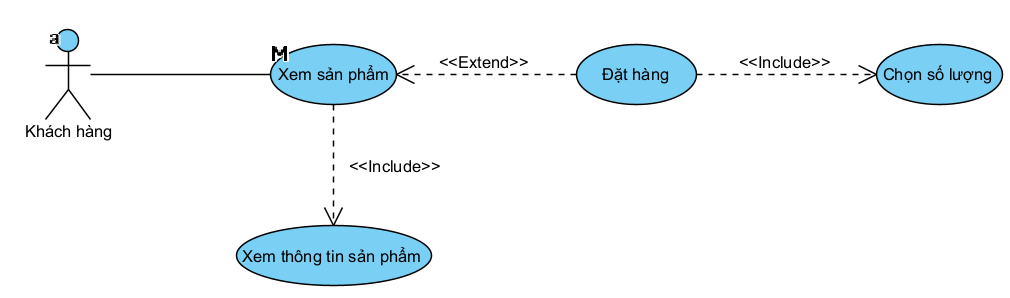 a
Khách hàng
M
Xem sản phẩm
<<Extend>>
Đặt hàng
<<Include>>
Chọn số lượng
<<Include>>
Xem thông tin sản phẩm